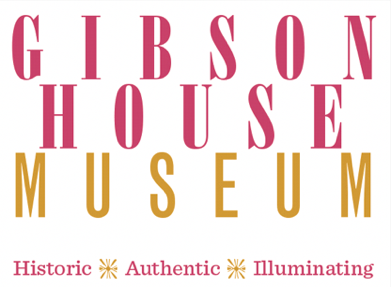 GIBSON
HOUSE
MUSEUM
Historic Authentic Illuminating